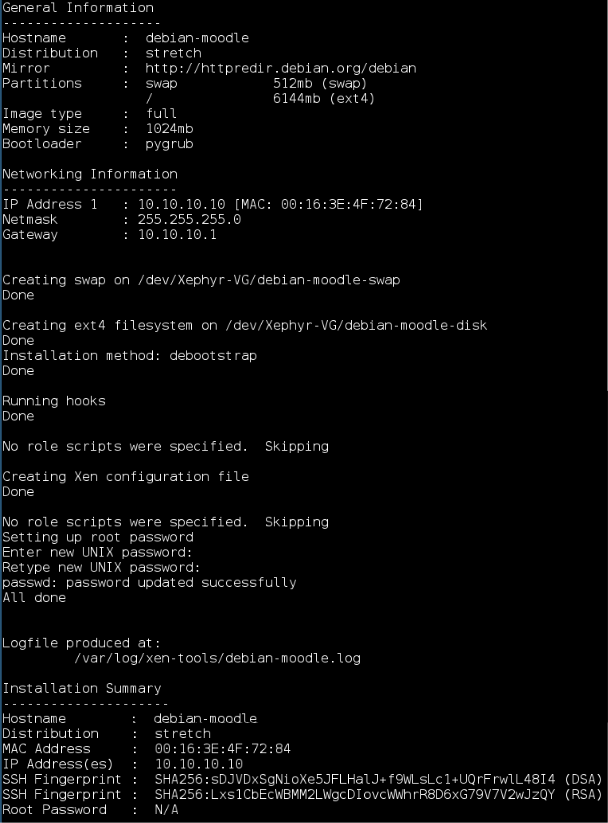 General Information
--------------------
Hostname       :  debian-moodle
Distribution   :  stretch
Mirror         :  http://httpredir.debian.org/debian
Partitions     :  swap            512mb (swap)
                  /               6144mb (ext4)
Image type     :  full
Memory size    :  1024mb
Bootloader     :  pygrub
Networking Information
----------------------
IP Address 1   : 10.10.10.10 [MAC: 00:16:3E:4F:72:84]
Netmask        : 255.255.255.0
Gateway        : 10.10.10.1
Creating swap on /dev/Xephyr-VG/debian-moodle-swap
Done
Creating ext4 filesystem on /dev/Xephyr-VG/debian-moodle-disk
Done
Installation method: debootstrap
Done
Running hooks
Done
No role scripts were specified.  Skipping
Creating Xen configuration file
Done
No role scripts were specified.  Skipping
Setting up root password
Enter new UNIX password:
Retype new UNIX password:
passwd: password updated successfully
All done
Logfile produced at:
         /var/log/xen-tools/debian-moodle.log
Installation Summary
---------------------
Hostname        :  debian-moodle
Distribution    :  stretch
MAC Address     :  00:16:3E:4F:72:84
IP Address(es)  :  10.10.10.10
SSH Fingerprint :  SHA256:sDJVDxSgNioXe5JFLHalJ+f9WLsLc1+UQrFrwlL48I4 (DSA)
SSH Fingerprint :  SHA256:Lxs1CbEcWBMM2LWgcDIovcWWhrR8D6xG79V7V2wJzQY (RSA)
Root Password   :  N/A